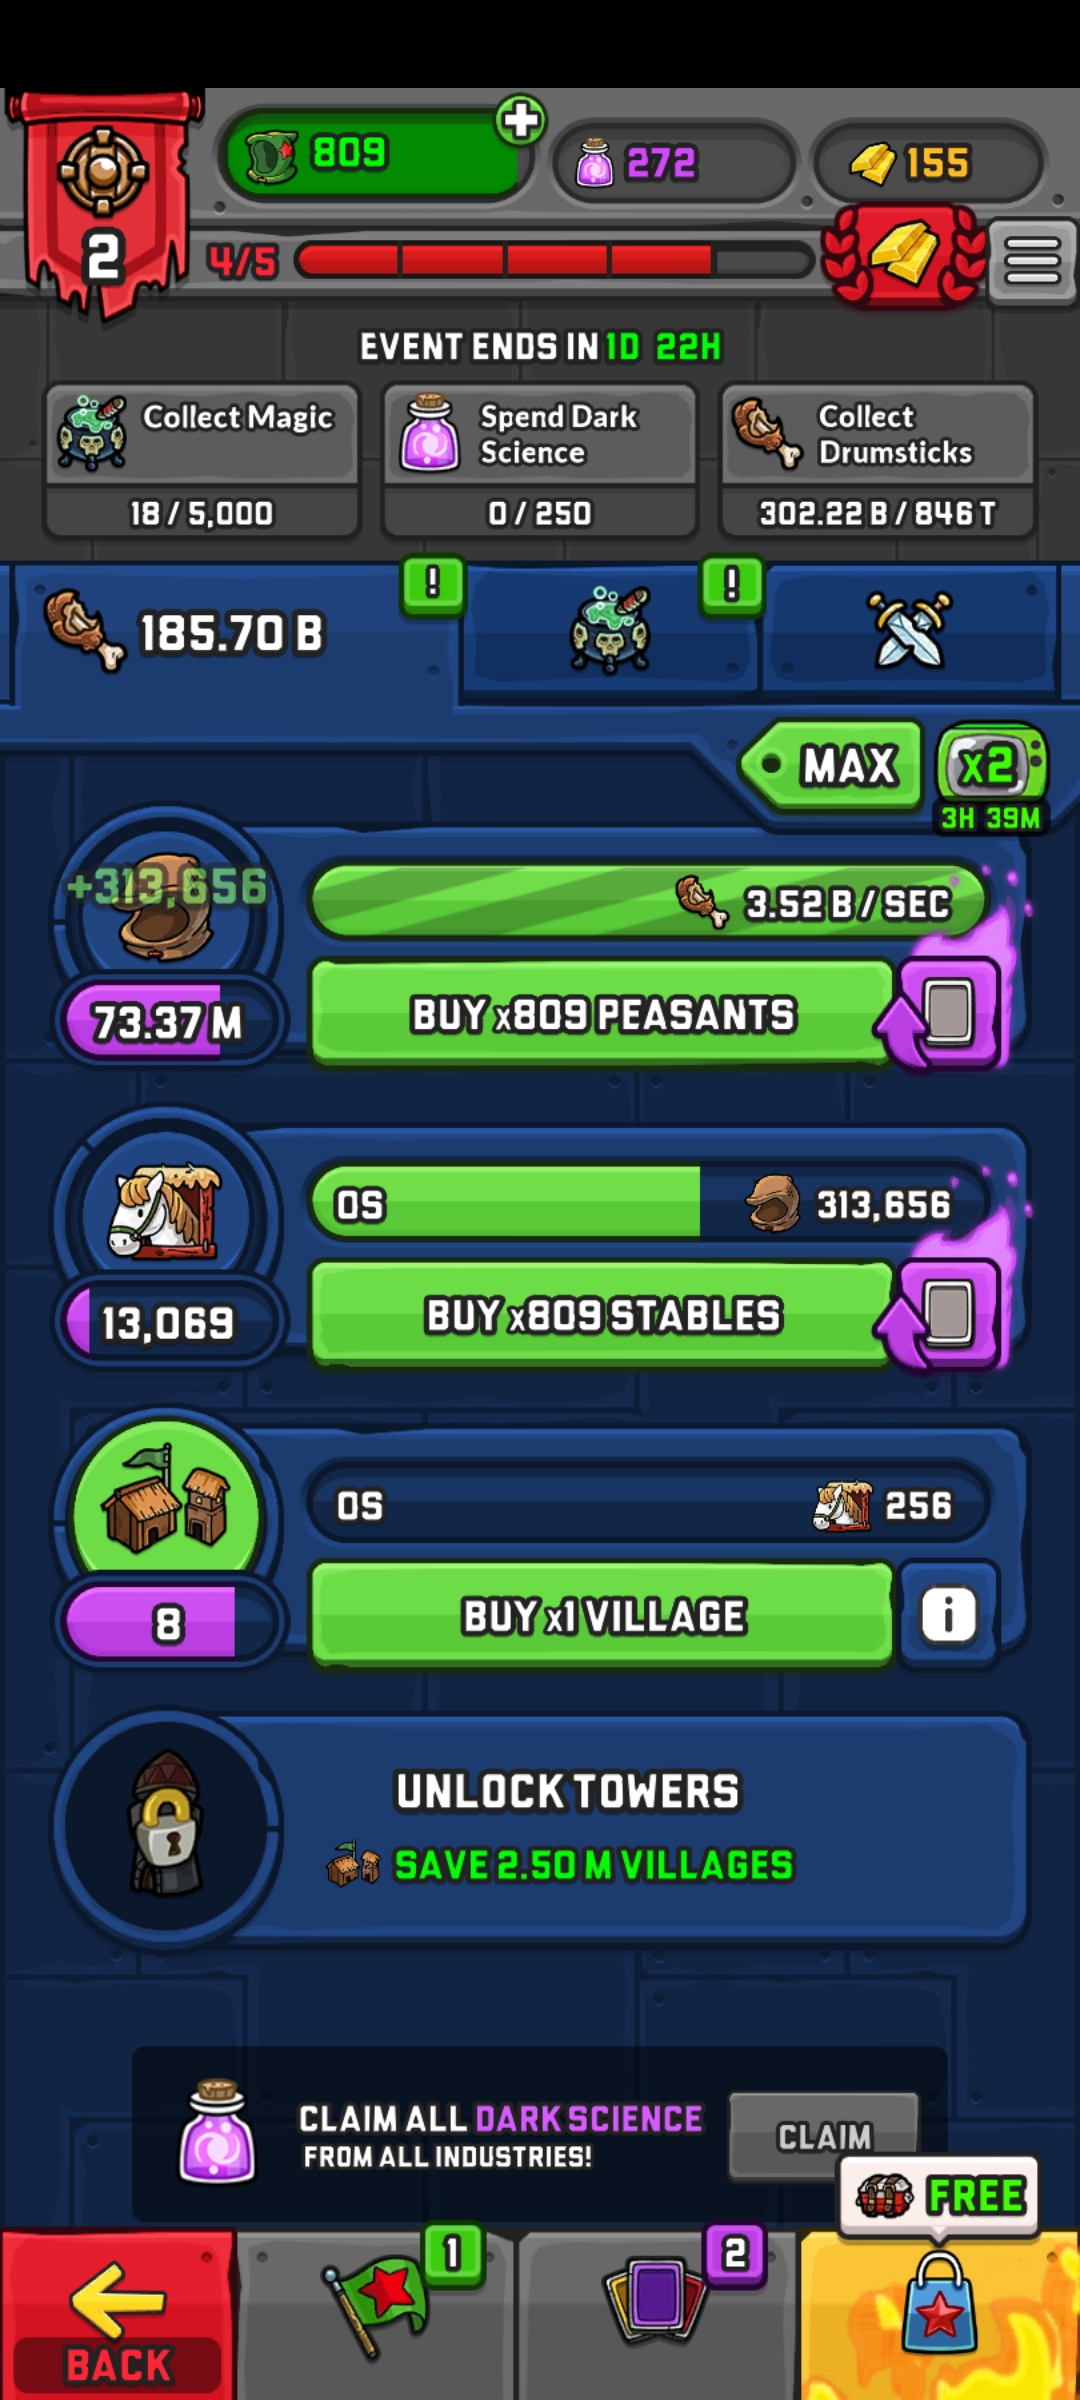 809
272
155
2
4/5
EVENT ENDS IN 1D 22H
Collect Magic
18 / 5,000
Spend Dark
Science
0 / 250
Collect
Drumsticks
302.22 B / 846 T
!
!
185.70 B
MAX
x2
3H 39M
+313,656
3.52 B / SEC
73.37 M
BUY x809 PEASANTS
0S
313,656
13,069
BUY x809 STABLES
0S
256
8
BUY x1 VILLAGE
i
UNLOCK TOWERS
SAVE 2.50 M VILLAGES
CLAIM ALL DARK SCIENCE
FROM ALL INDUSTRIES!
CLAIM
FREE
1
2
BACK